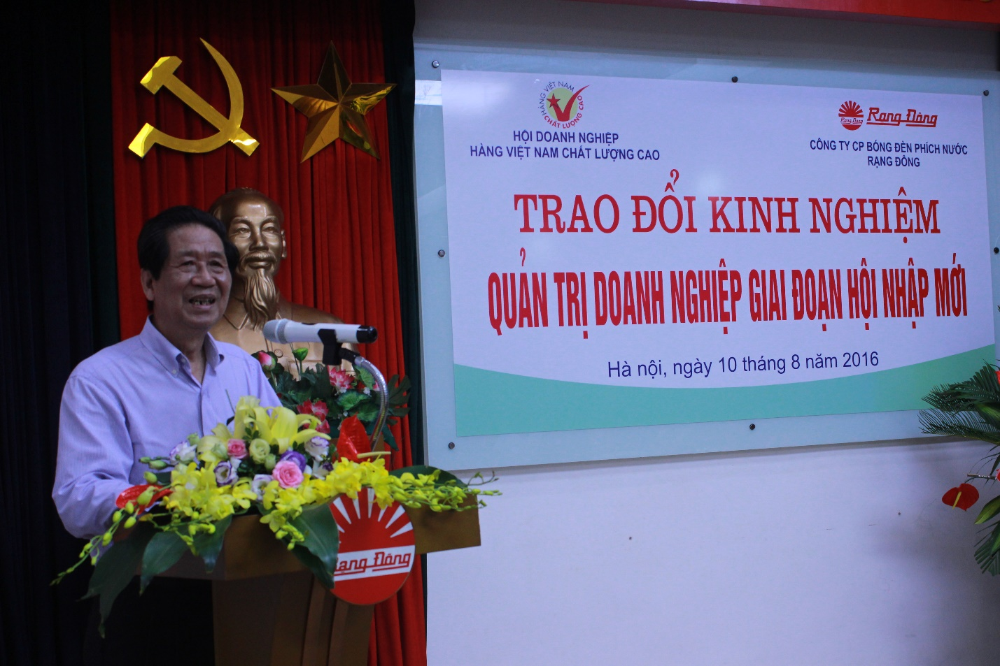 HÀNG VIỆT NAM
CHẤT LƯỢNG CAO
HỘI DOANH NGHIỆP
HÀNG VIỆT NAM CHẤT LƯỢNG CAO
Rạng Đông
Rạng Đông
CÔNG TY CP BÓNG ĐÈN PHÍCH NƯỚC
RẠNG ĐÔNG
TRAO ĐỔI KINH NGHIỆM
QUẢN TRỊ DOANH NGHIỆP GIAI ĐOẠN HỘI NHẬP MỚI
Hà nội, ngày 10 tháng 8 năm 2016
Rạng Đông